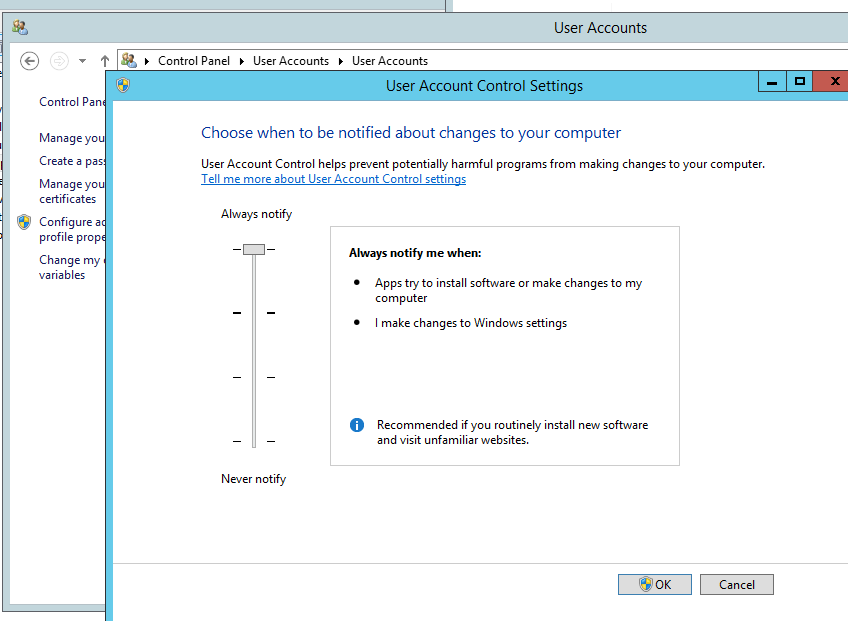 User Accounts
Control Panel User Accounts User Accounts
User Account Control Settings
Control Pane
Manage you
Create a pas
Manage you
certificates
Configure ad
profile prope
Change my
variables
Choose when to be notified about changes to your computer
User Account Control helps prevent potentially harmful programs from making changes to your computer.
Tell me more about User Account Control settings
Always notify
Always notify me when:
Apps try to install software or make changes to my
computer
I make changes to Windows settings
Recommended if you routinely install new software
and visit unfamiliar websites.
Never notify
OK Cancel